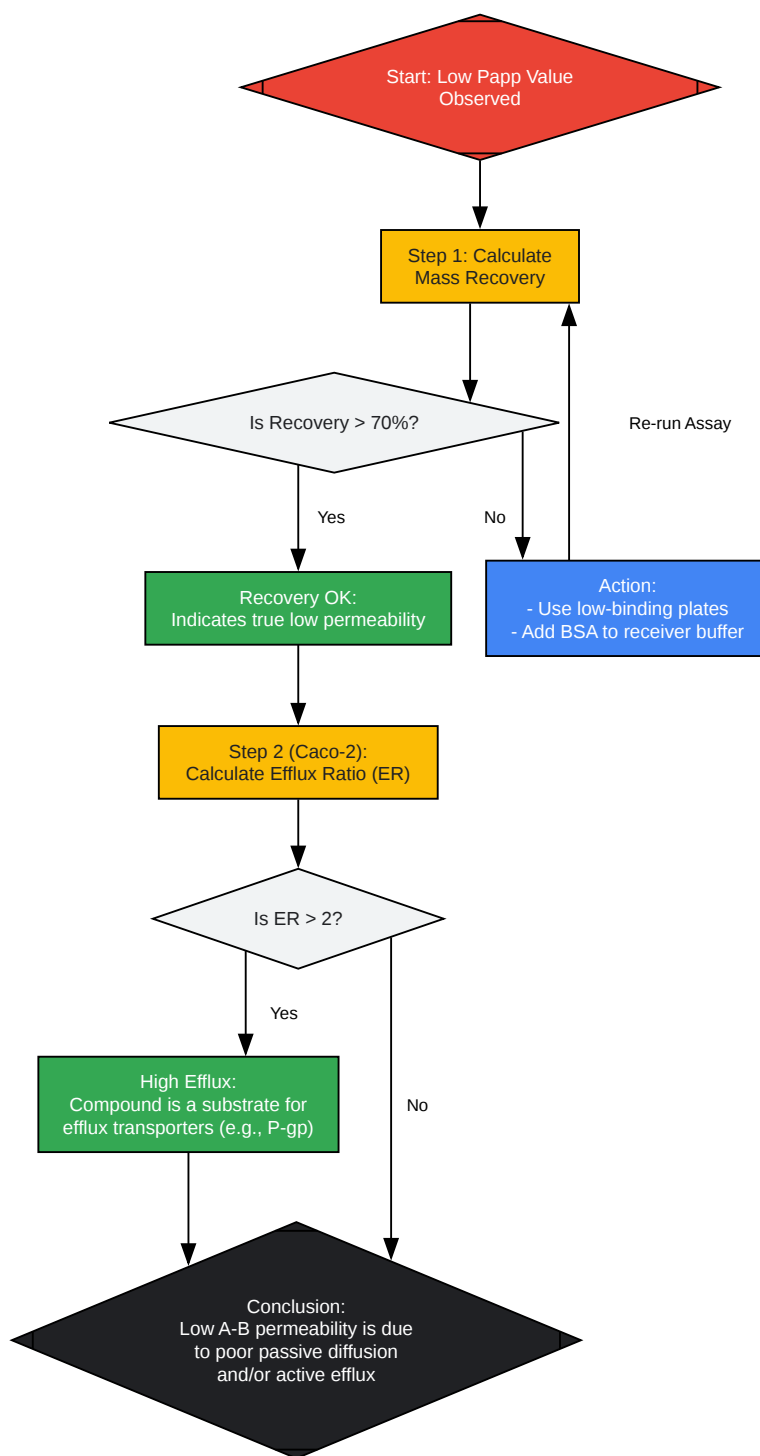 Start: Low Papp Value
Observed
Step 1: Calculate
Mass Recovery
Is Recovery > 70%?
Re-run Assay
Yes
No
Recovery OK:
Indicates true low permeability
Action:
- Use low-binding plates
- Add BSA to receiver buffer
Step 2 (Caco-2):
Calculate Efflux Ratio (ER)
Is ER > 2?
Yes
High Efflux:
Compound is a substrate for
efflux transporters (e.g., P-gp)
No
Conclusion:
Low A-B permeability is due
to poor passive diffusion
and/or active efflux